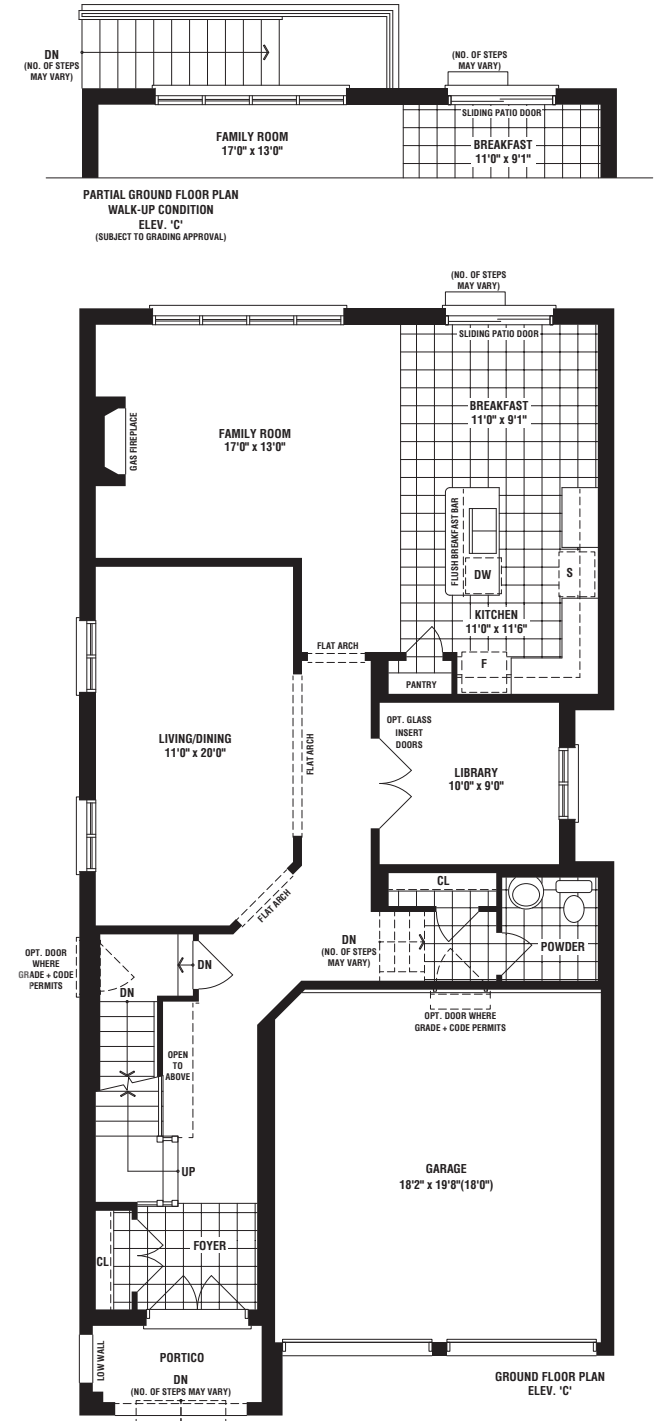 DN
(NO. OF STEPS
MAY VARY)
(NO. OF STEPS
MAY VARY)
SLIDING PATIO DOOR
FAMILY ROOM
17'0" x 13'0"
BREAKFAST
11'0" x 9'1"
PARTIAL GROUND FLOOR PLAN
WALK-UP CONDITION
ELEV. 'C'
(SUBJECT TO GRADING APPROVAL)
(NO. OF STEPS
MAY VARY)
SLIDING PATIO DOOR
BREAKFAST
11'0" x 9'1"
FAMILY ROOM
17'0" x 13'0"
GAS FIREPLACE
FLUSH BREAKFAST BAR
DW
S
KITCHEN
11'0" x 11'6"
F
PANTRY
FLAT ARCH
LIVING/DINING
11'0" x 20'0"
FLAT ARCH
OPT. GLASS
INSERT
DOORS
LIBRARY
10'0" x 9'0"
FLAT ARCH
CL
POWDER
DN
(NO. OF STEPS
MAY VARY)
OPT. DOOR
WHERE
GRADE + CODE
PERMITS
DN
DN
OPT. DOOR WHERE
GRADE + CODE PERMITS
OPEN
TO
ABOVE
UP
GARAGE
18'2" x 19'8"(18'0")
FOYER
CL
LOW WALL
PORTICO
DN
(NO. OF STEPS MAY VARY)
GROUND FLOOR PLAN
ELEV. 'C'